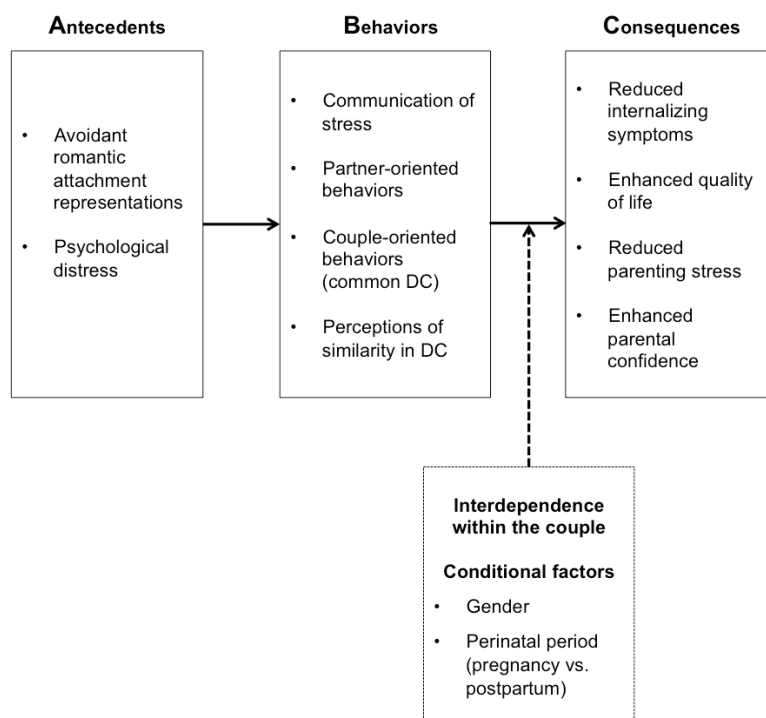 Antecedents
Behaviors
Consequences
• Avoidant
romantic
attachment
representations
• Psychological
distress
• Communication of
stress
• Partner-oriented
behaviors
• Couple-oriented
behaviors
(common DC)
• Perceptions of
similarity in DC
• Reduced
internalizing
symptoms
• Enhanced quality
of life
• Reduced
parenting stress
• Enhanced
parental
confidence
Interdependence
within the couple
Conditional factors
• Gender
• Perinatal period
(pregnancy vs.
postpartum)